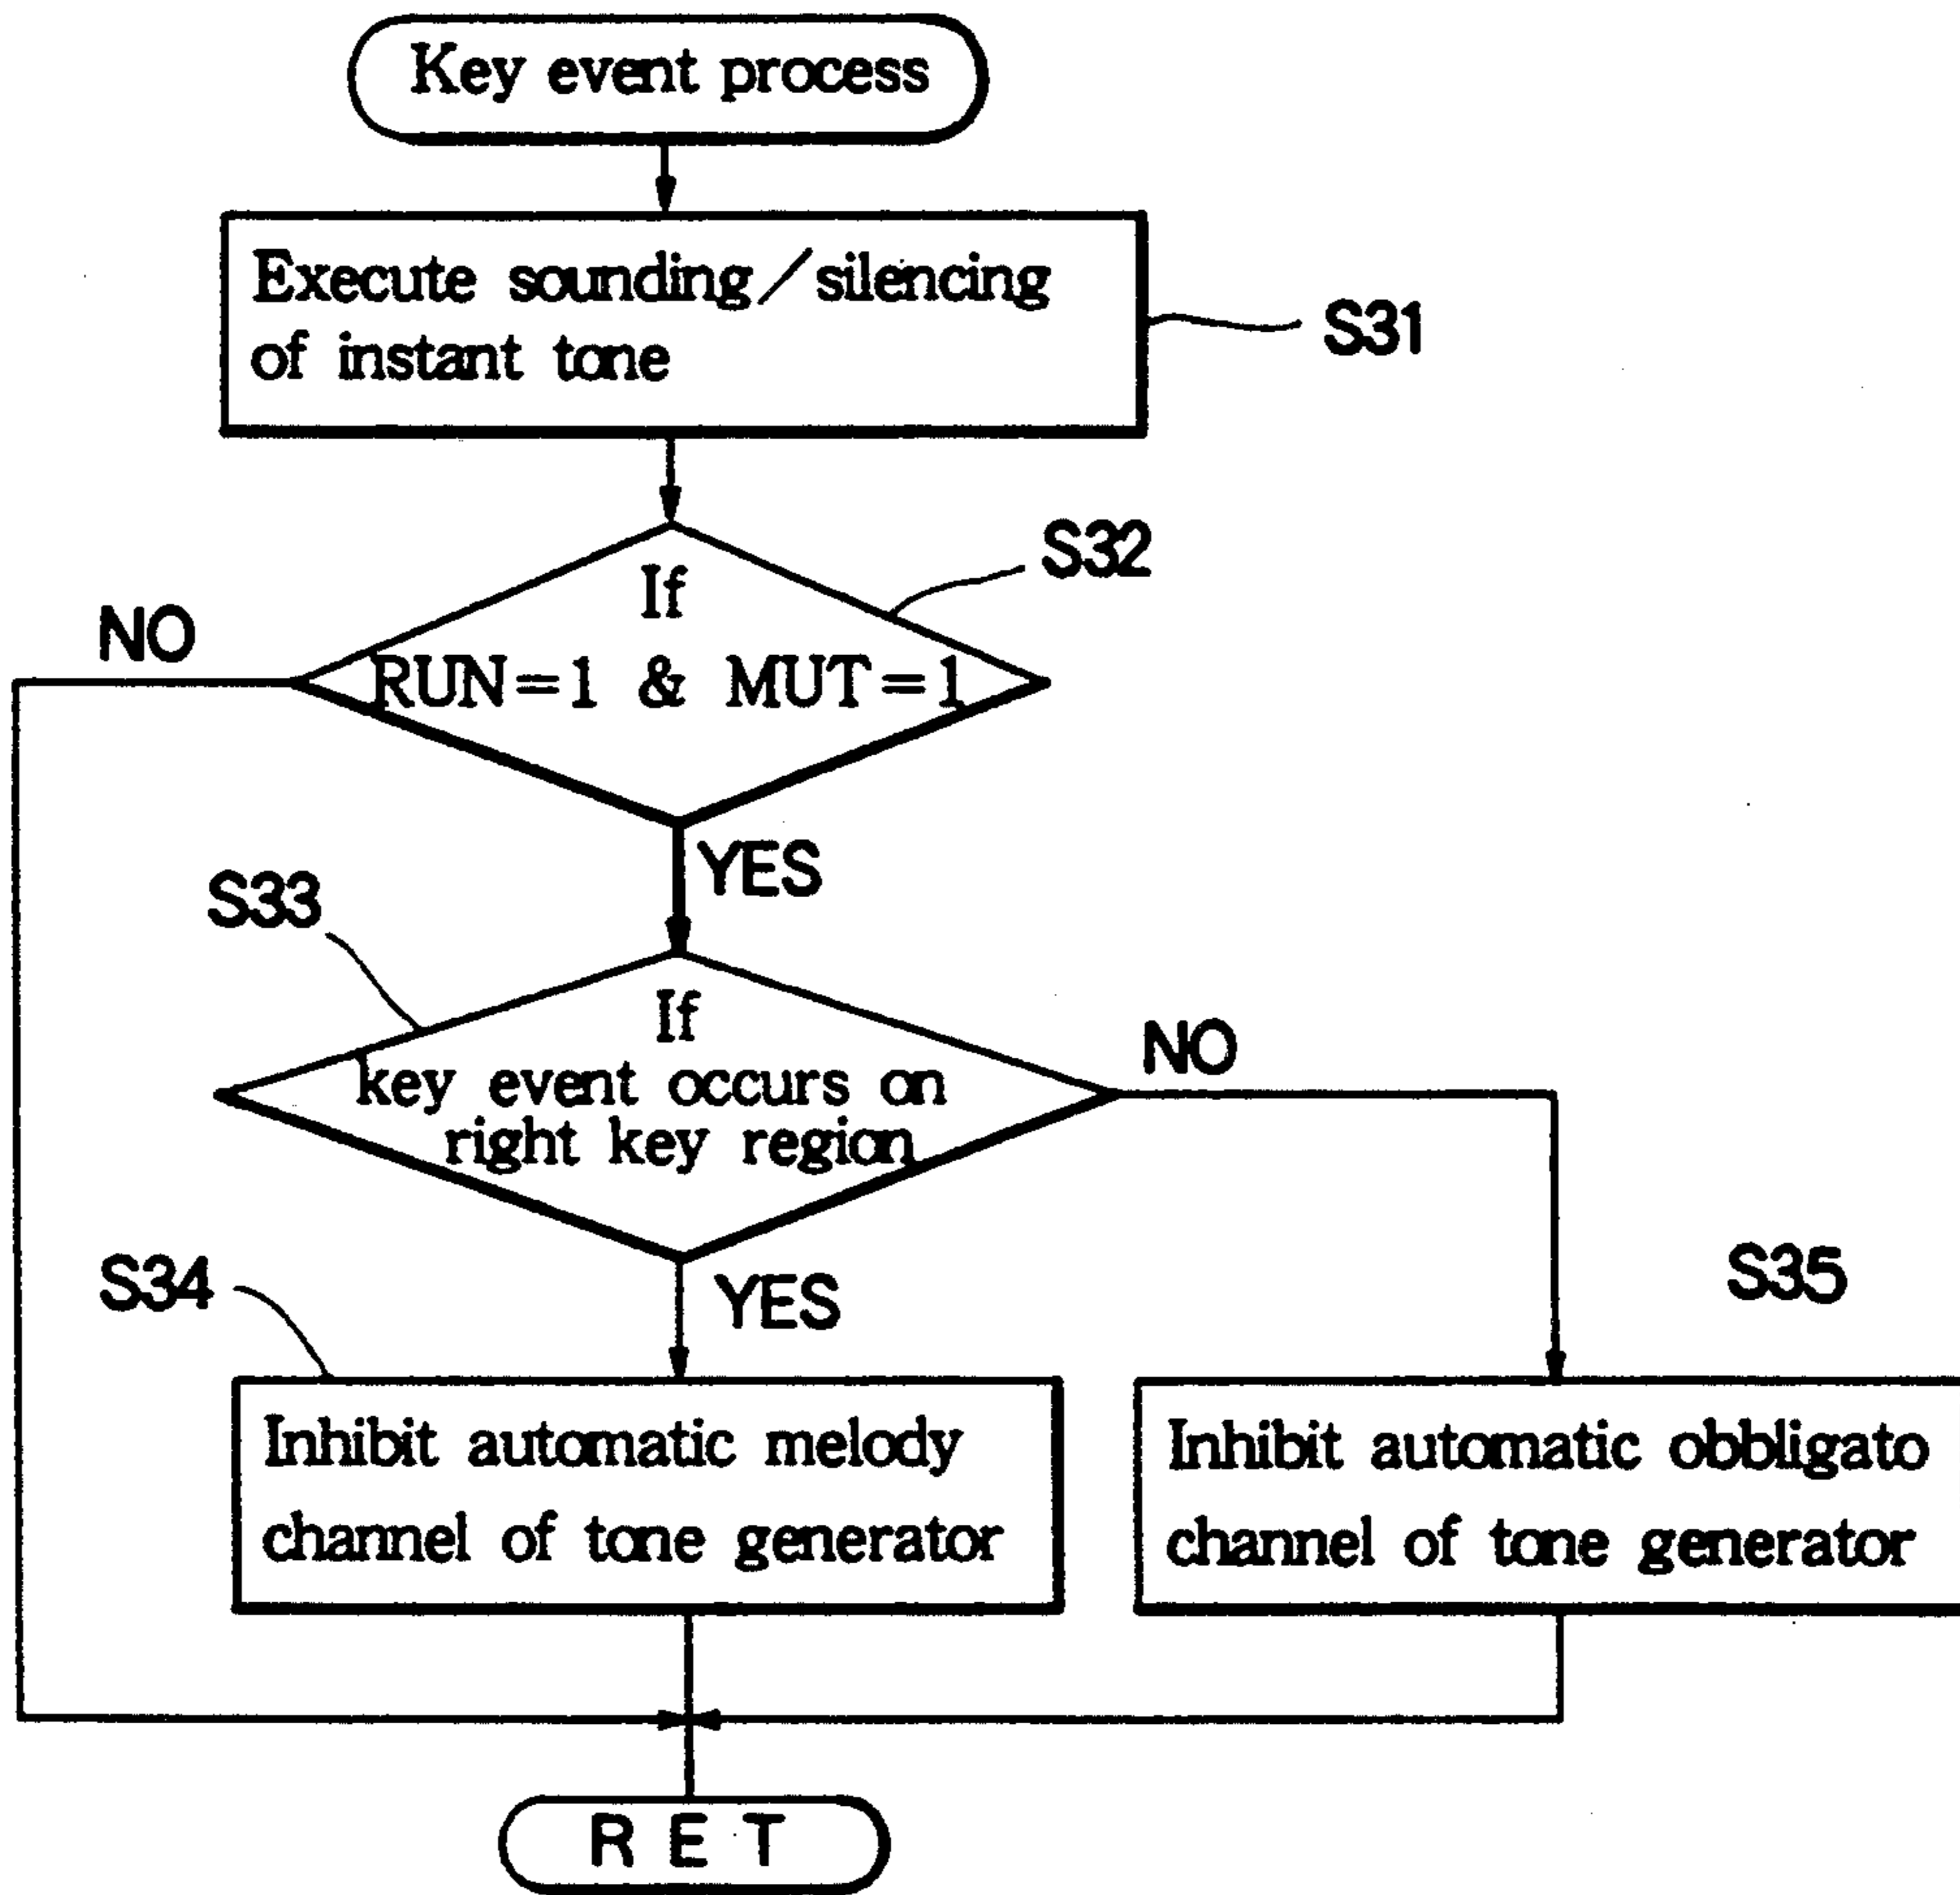 Key event process
Execute sounding/silencing
of instant tone
S31
S32
If
RUN=1 & MUT=1
NO
YES
S33
If
key event occurs on
right key region
NO
YES
S34
S35
Inhibit automatic melody
channel of tone generator
Inhibit automatic obbligato
channel of tone generator
RET